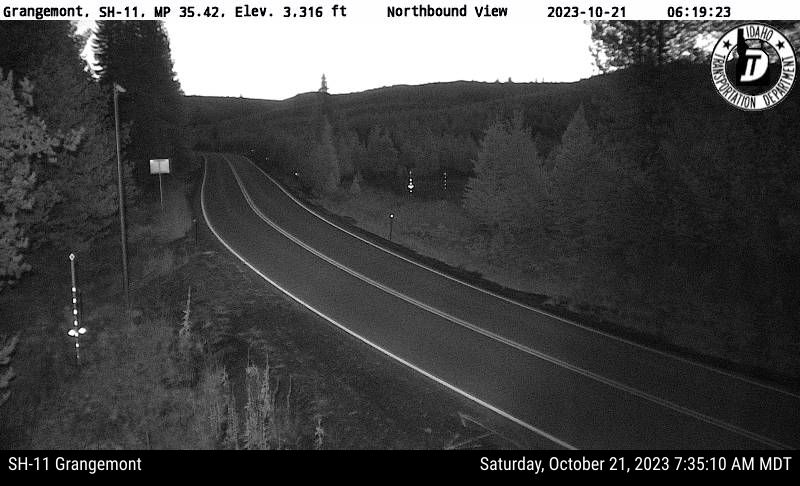 Grangemont, SH-11, MP 35.42, Elev. 3,316 ft Northbound View 2023-10-21 06:19:23
IDAHO
TRANSPORTATION DEPARTMENT
SH-11 Grangemont Saturday, October 21, 2023 7:35:10 AM MDT